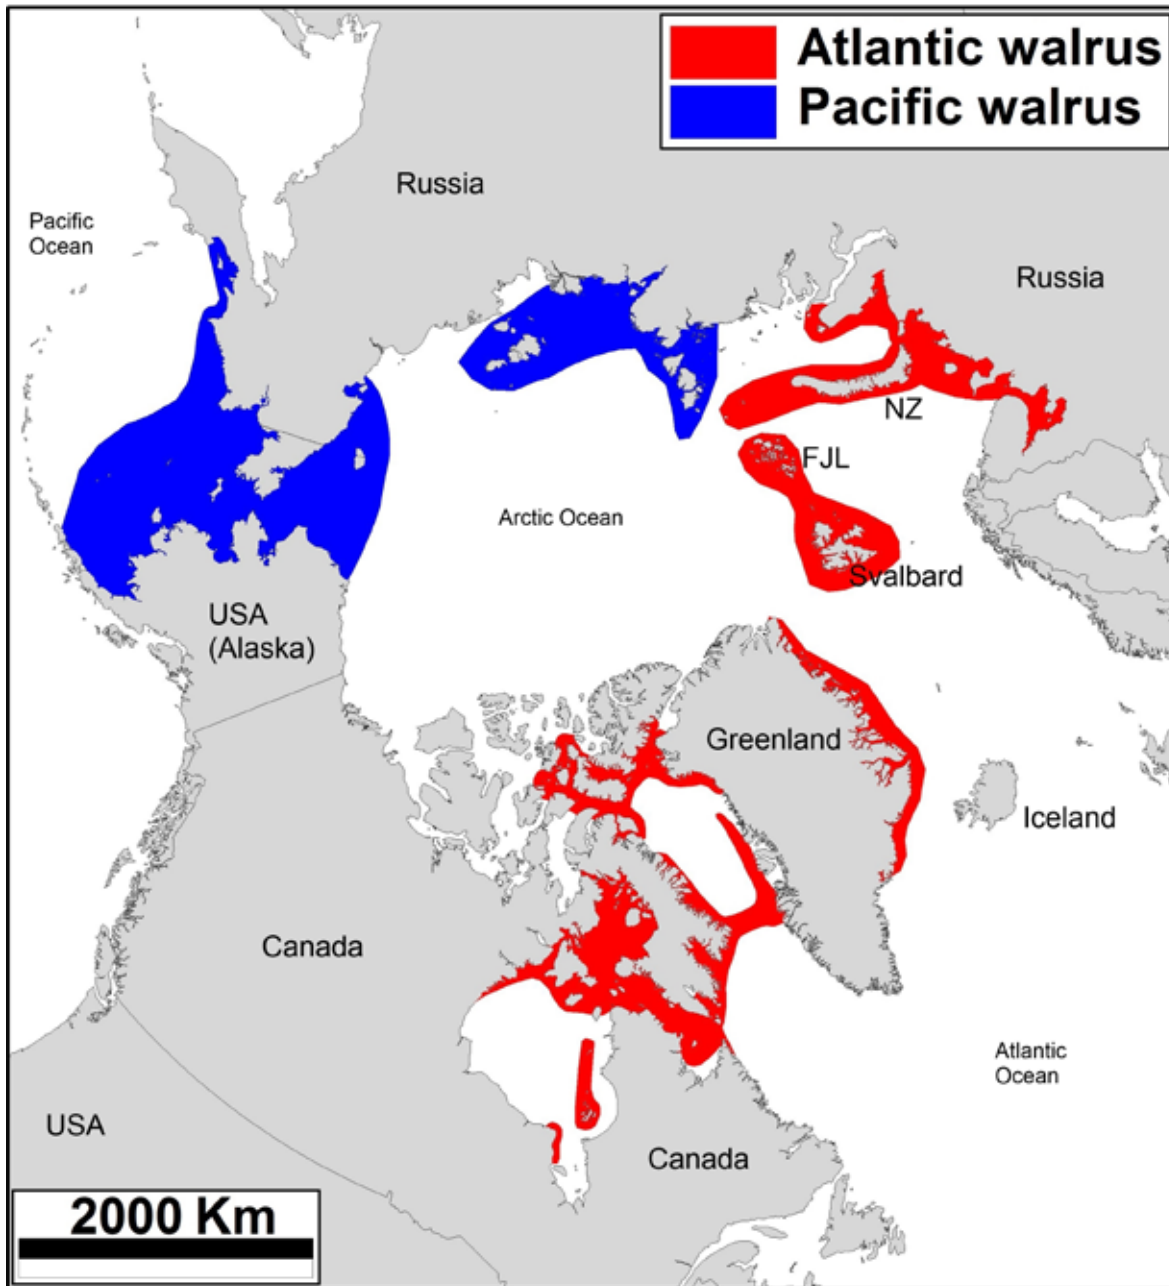 Atlantic walrus
Pacific walrus
Russia
Pacific
Ocean
Russia
NZ
FJL
Arctic Ocean
Svalbard
USA
(Alaska)
Greenland
Iceland
Canada
Atlantic
Ocean
USA
Canada
2000 Km